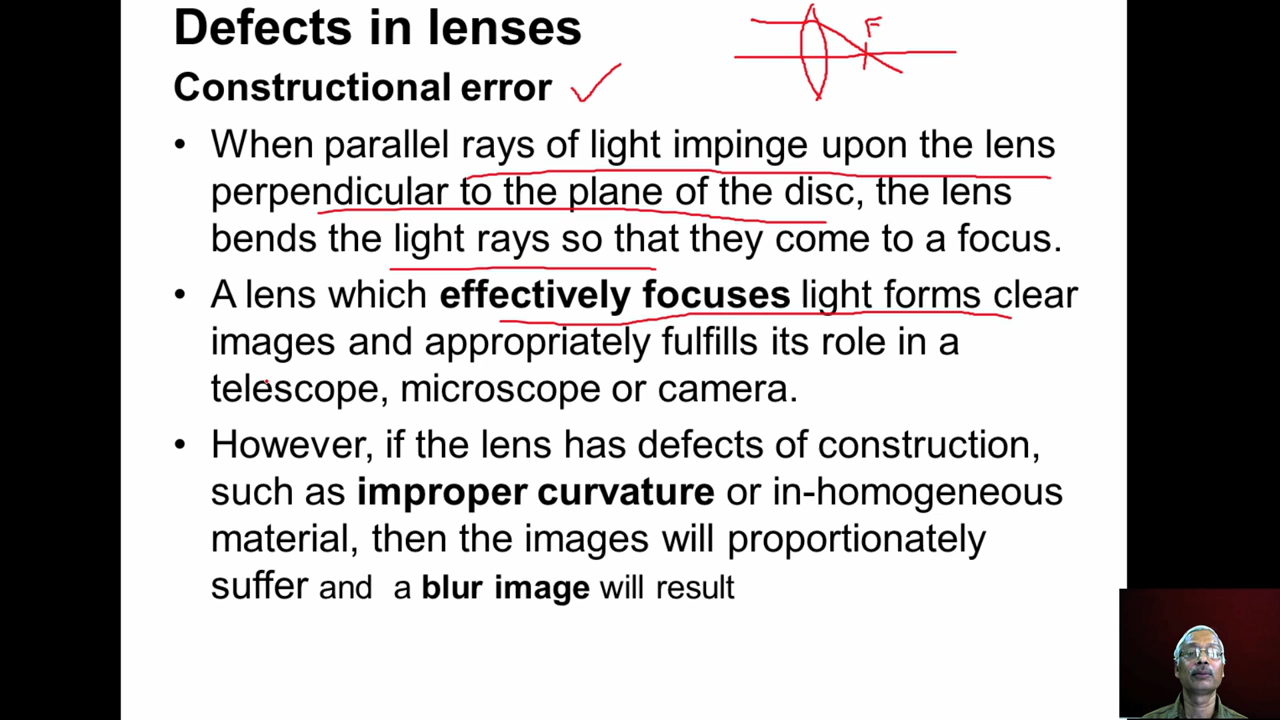 Defects in lenses
F
Constructional error
• When parallel rays of light impinge upon the lens
perpendicular to the plane of the disc, the lens
bends the light rays so that they come to a focus.
• A lens which effectively focuses light forms clear
images and appropriately fulfills its role in a
telescope, microscope or camera.
• However, if the lens has defects of construction,
such as improper curvature or in-homogeneous
material, then the images will proportionately
suffer and a blur image will result